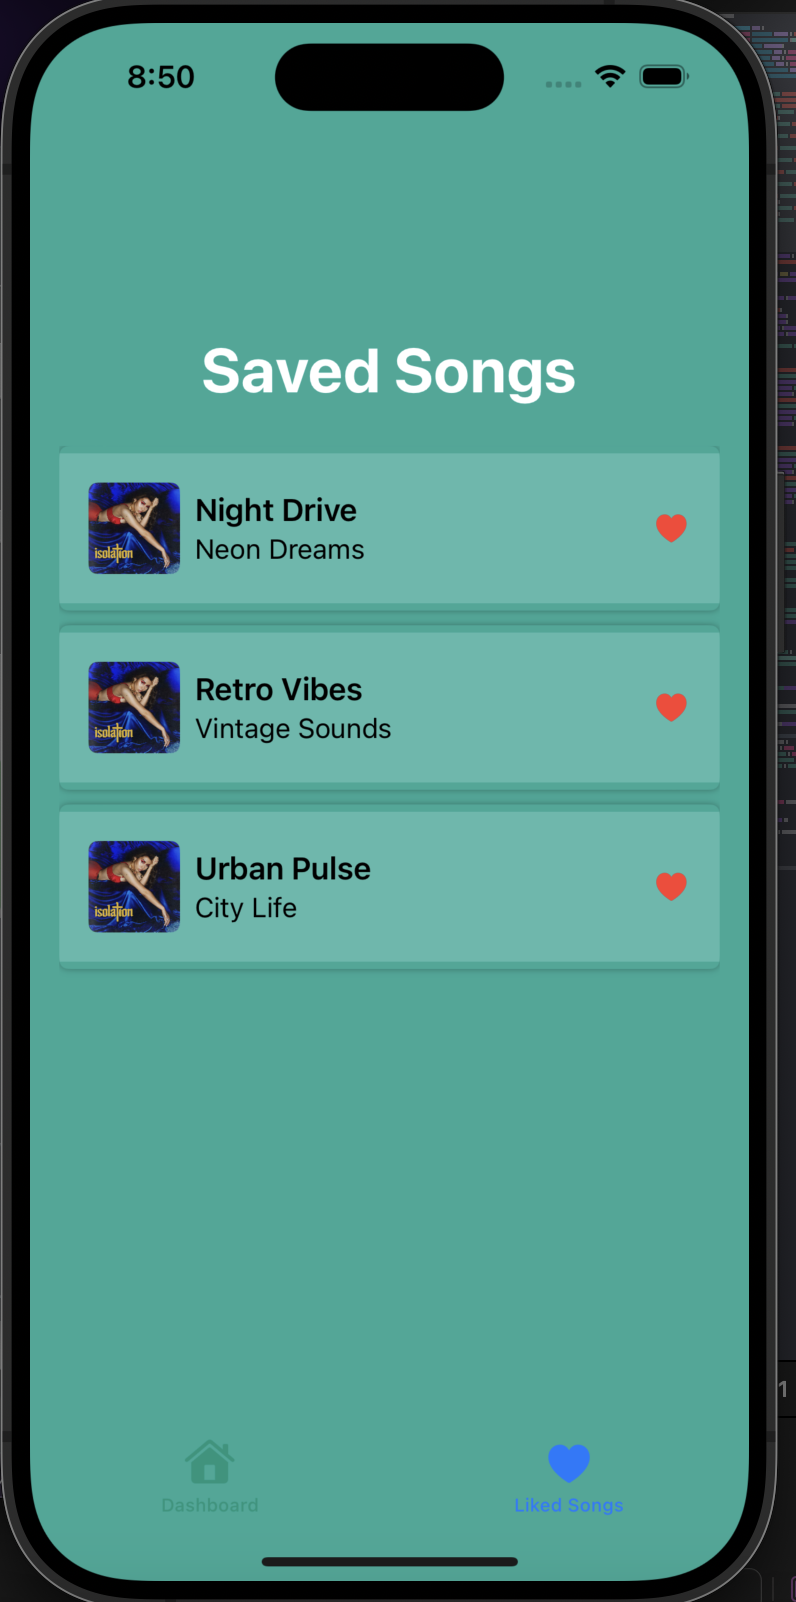 8:50
Saved Songs
isolation
Night Drive
Neon Dreams
isolation
Retro Vibes
Vintage Sounds
isolation
Urban Pulse
City Life
1
Dashboard
Liked Songs